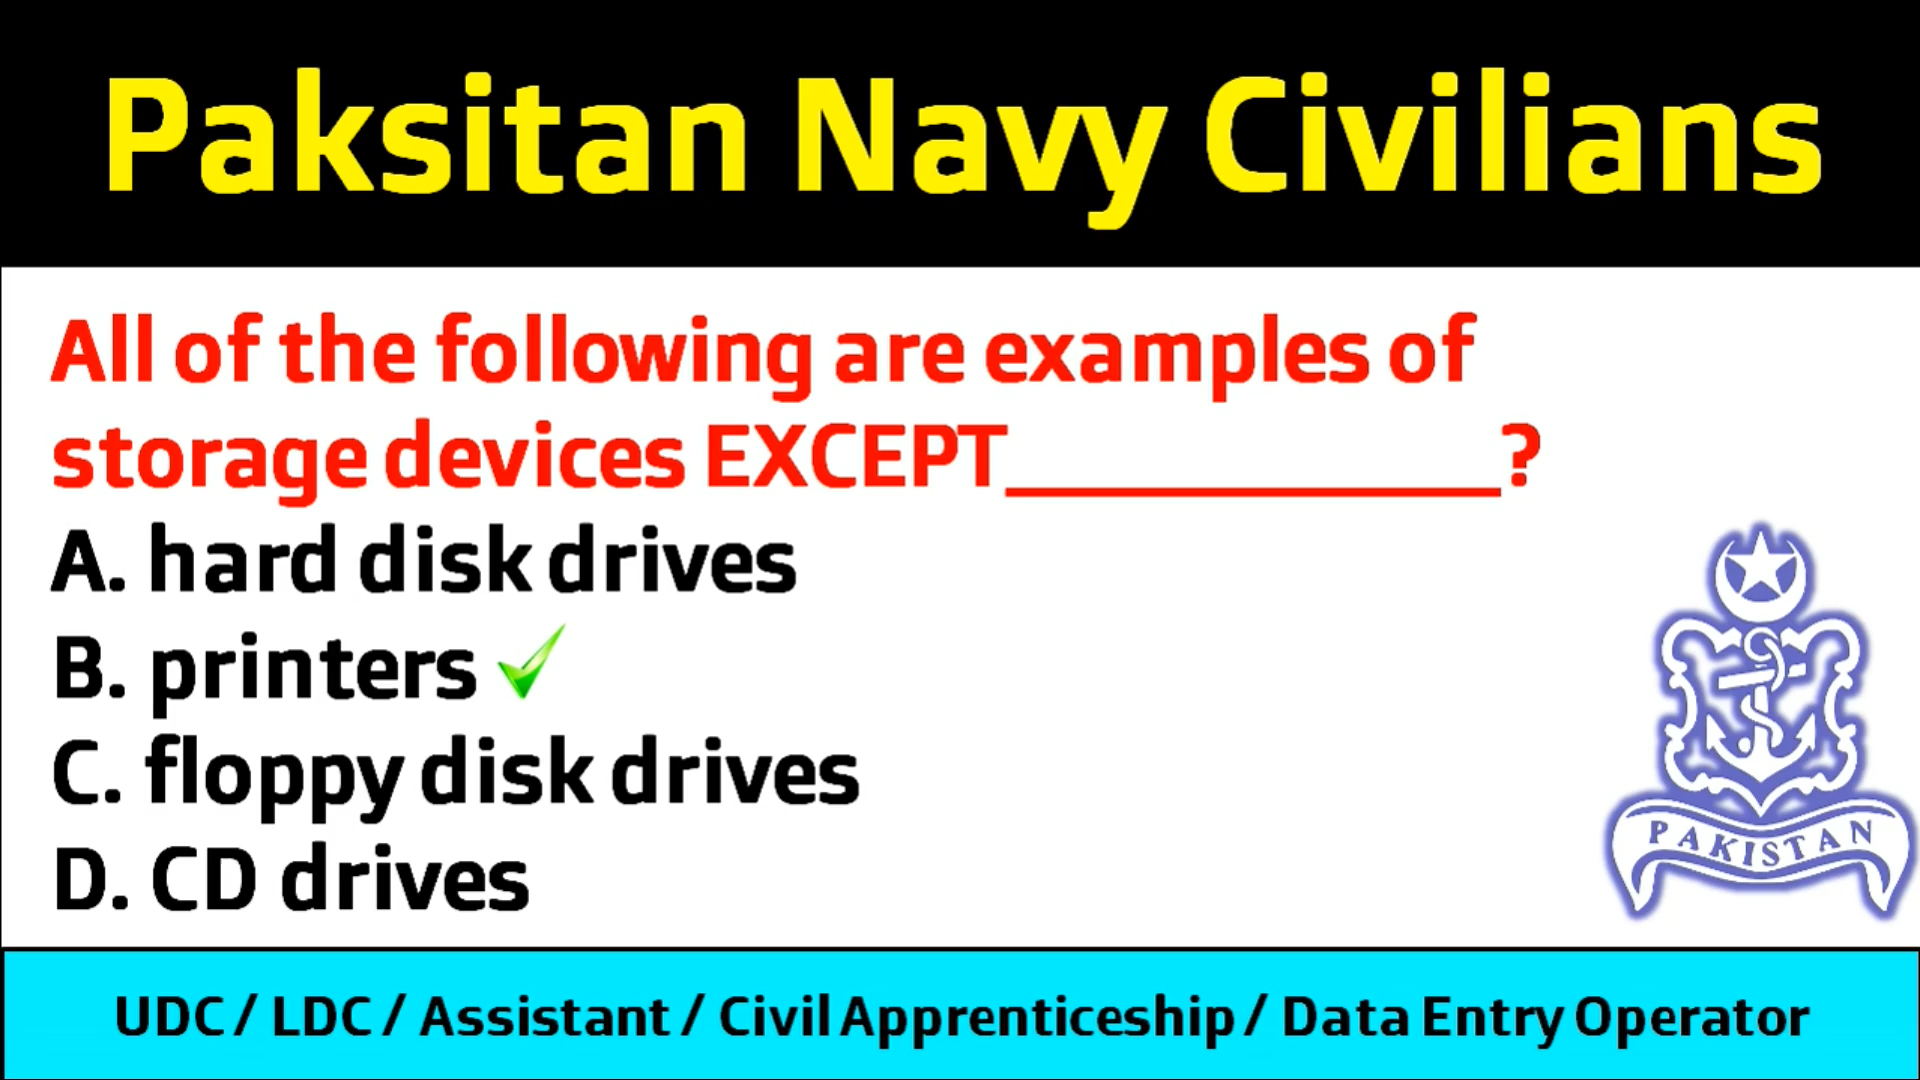 Paksitan Navy Civilians
All of the following are examples of
storage devices EXCEPT___________?
A. hard disk drives
B. printers
C. floppy disk drives
D. CD drives
PAKISTAN
UDC / LDC / Assistant / Civil Apprenticeship / Data Entry Operator